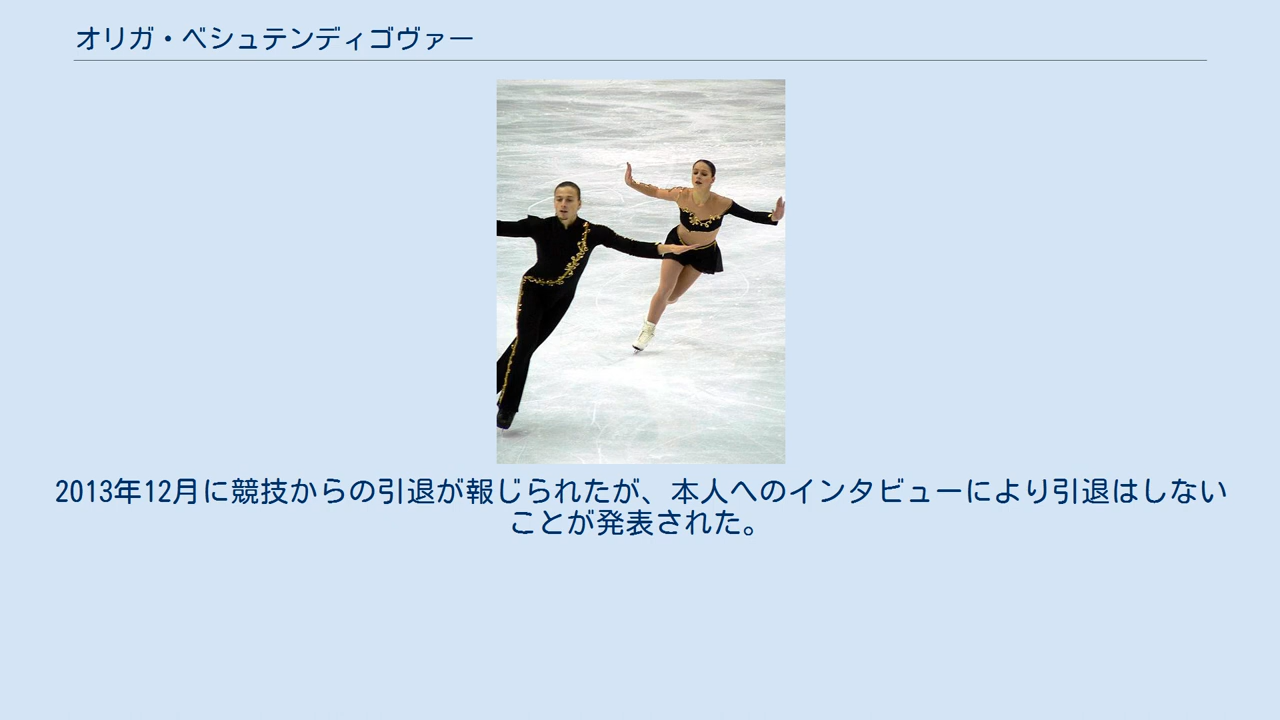 オリガ・ベシュテンディゴヴァー
2013年12月に競技からの引退が報じられたが、本人へのインタビューにより引退はしない
ことが発表された。